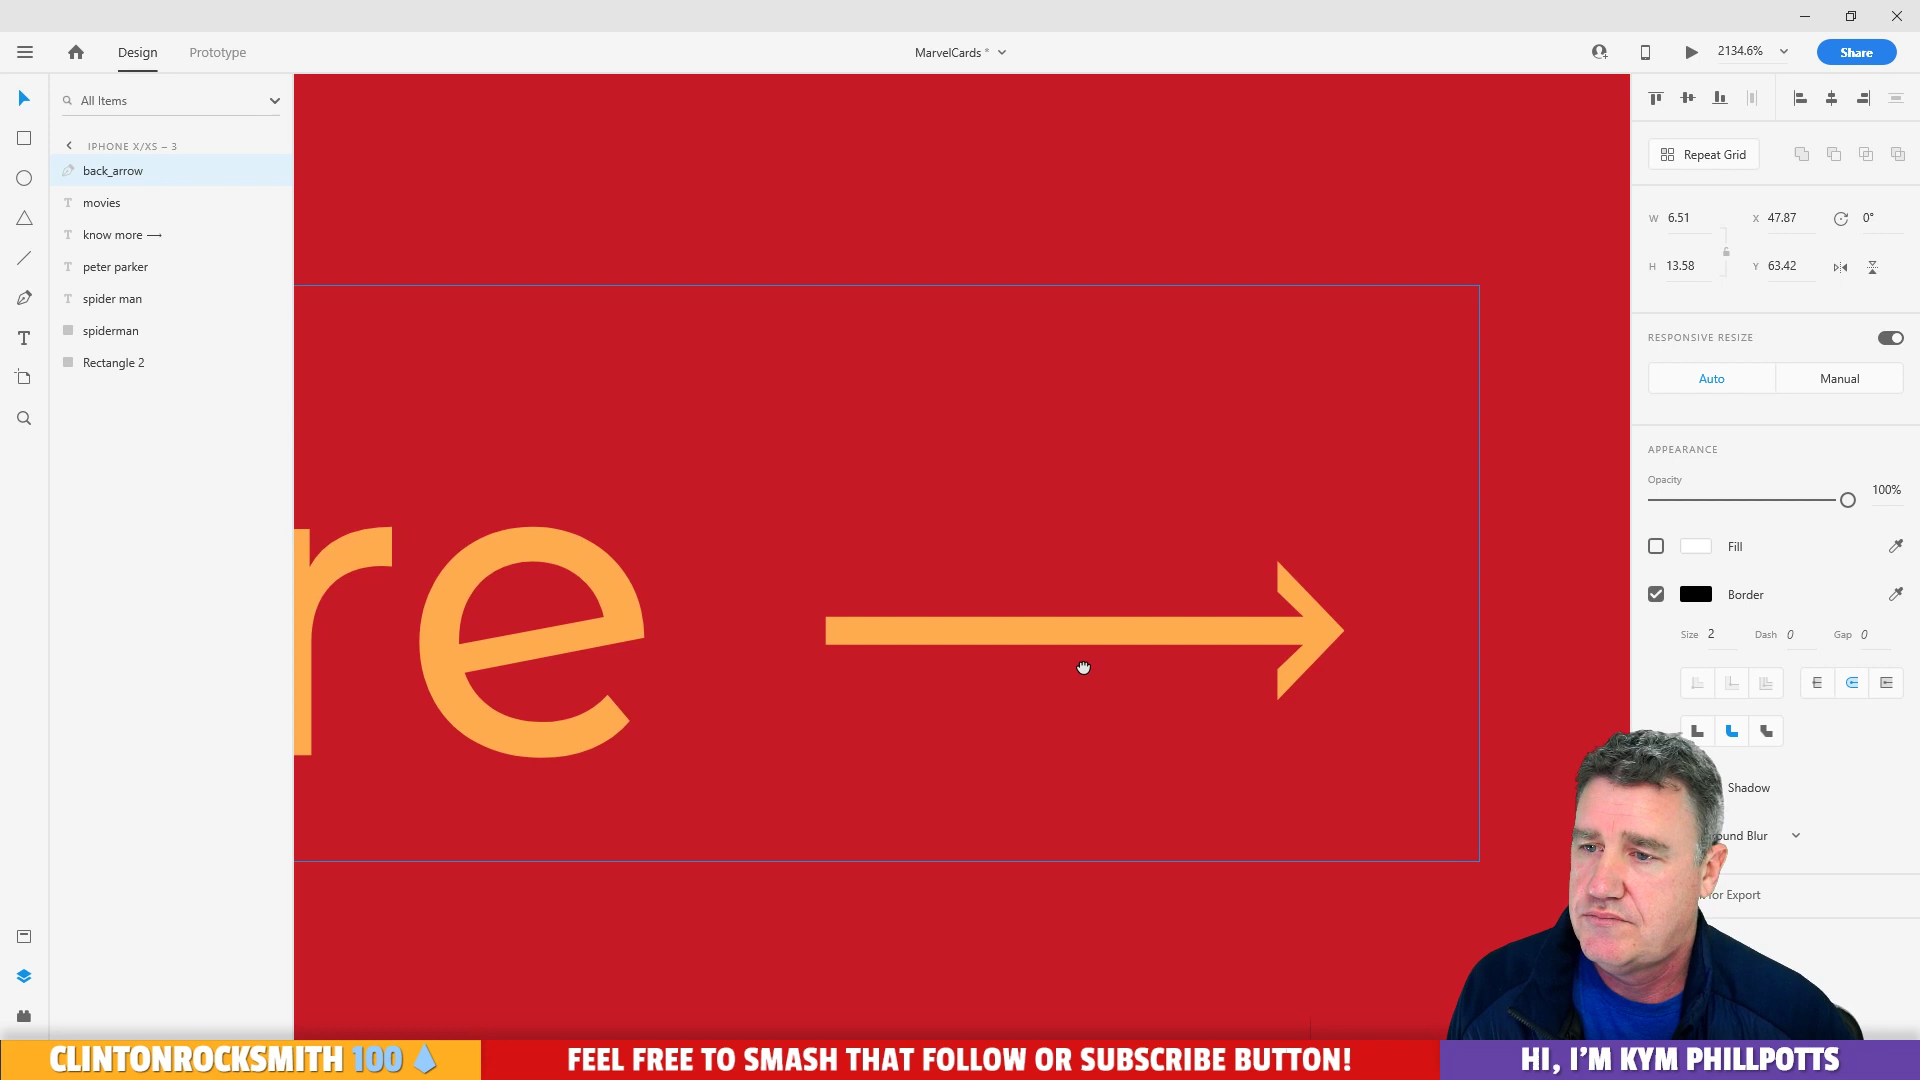 Design
Prototype
MarvelCards *
2134.6%
Share
All Items
IPHONE X/XS – 3
back_arrow
movies
know more ⟶
peter parker
spider man
spiderman
Rectangle 2
re →
Repeat Grid
W 6.51
X 47.87
0°
H 13.58
Y 63.42
RESPONSIVE RESIZE
Auto
Manual
APPEARANCE
Opacity
100%
Fill
Border
Size 2
Dash 0
Gap 0
Shadow
ound Blur
for Export
CLINTONROCKSMITH 100
FEEL FREE TO SMASH THAT FOLLOW OR SUBSCRIBE BUTTON!
HI, I'M KYM PHILLPOTTS